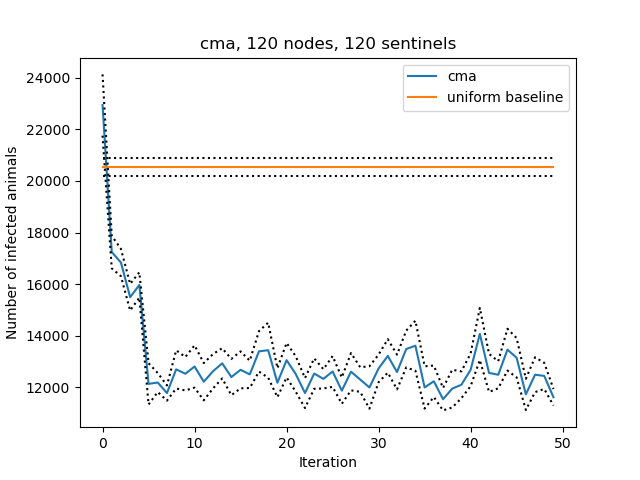 cma, 120 nodes, 120 sentinels
cma
uniform baseline
24000
22000
20000
18000
16000
14000
12000
Number of infected animals
0 10 20 30 40 50
Iteration